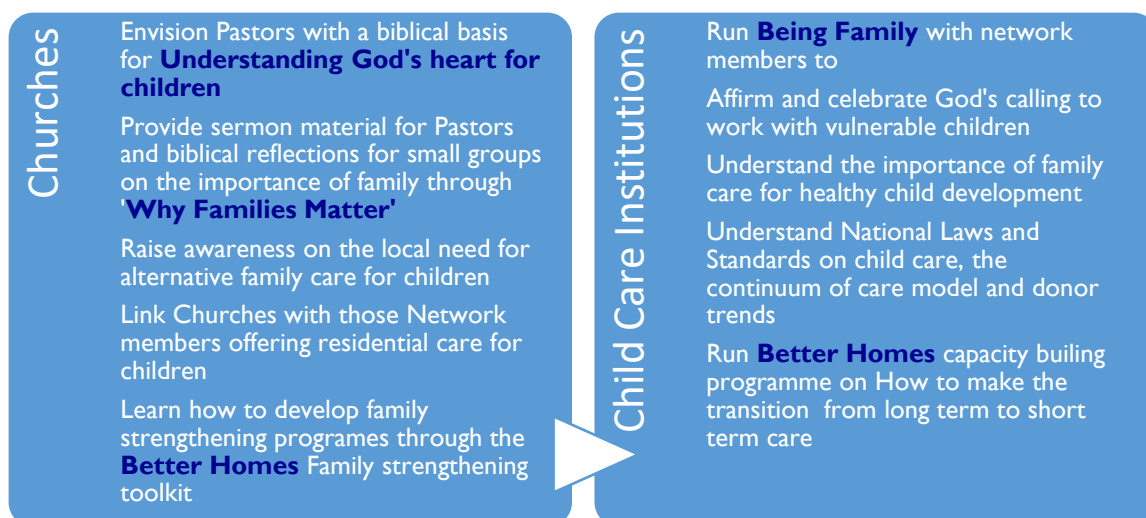 Churches
Envision Pastors with a biblical basis
for Understanding God's heart for
children
Provide sermon material for Pastors
and biblical reflections for small groups
on the importance of family through
'Why Families Matter'
Raise awareness on the local need for
alternative family care for children
Link Churches with those Network
members offering residential care for
children
Learn how to develop family
strengthening programes through the
Better Homes Family strengthening
toolkit
Child Care Institutions
Run Being Family with network
members to
Affirm and celebrate God's calling to
work with vulnerable children
Understand the importance of family
care for healthy child development
Understand National Laws and
Standards on child care, the
continuum of care model and donor
trends
Run Better Homes capacity builing
programme on How to make the
transition from long term to short
term care